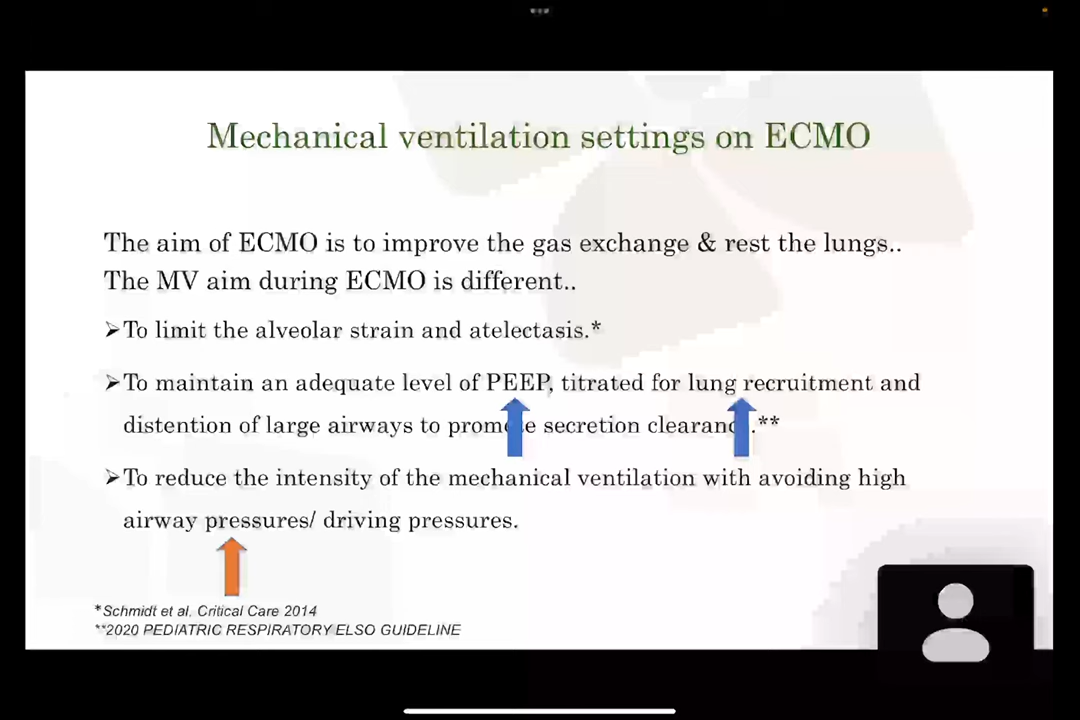 Mechanical ventilation settings on ECMO
The aim of ECMO is to improve the gas exchange & rest the lungs..
The MV aim during ECMO is different..
➢To limit the alveolar strain and atelectasis.*
➢To maintain an adequate level of PEEP, titrated for lung recruitment and
distention of large airways to secretion .**
➢To reduce the intensity of the mechanical ventilation with avoiding high
airway pressures/ driving pressures.
*Schmidt et al. Critical Care 2014
**2020 PEDIATRIC RESPIRATORY ELSO GUIDELINE